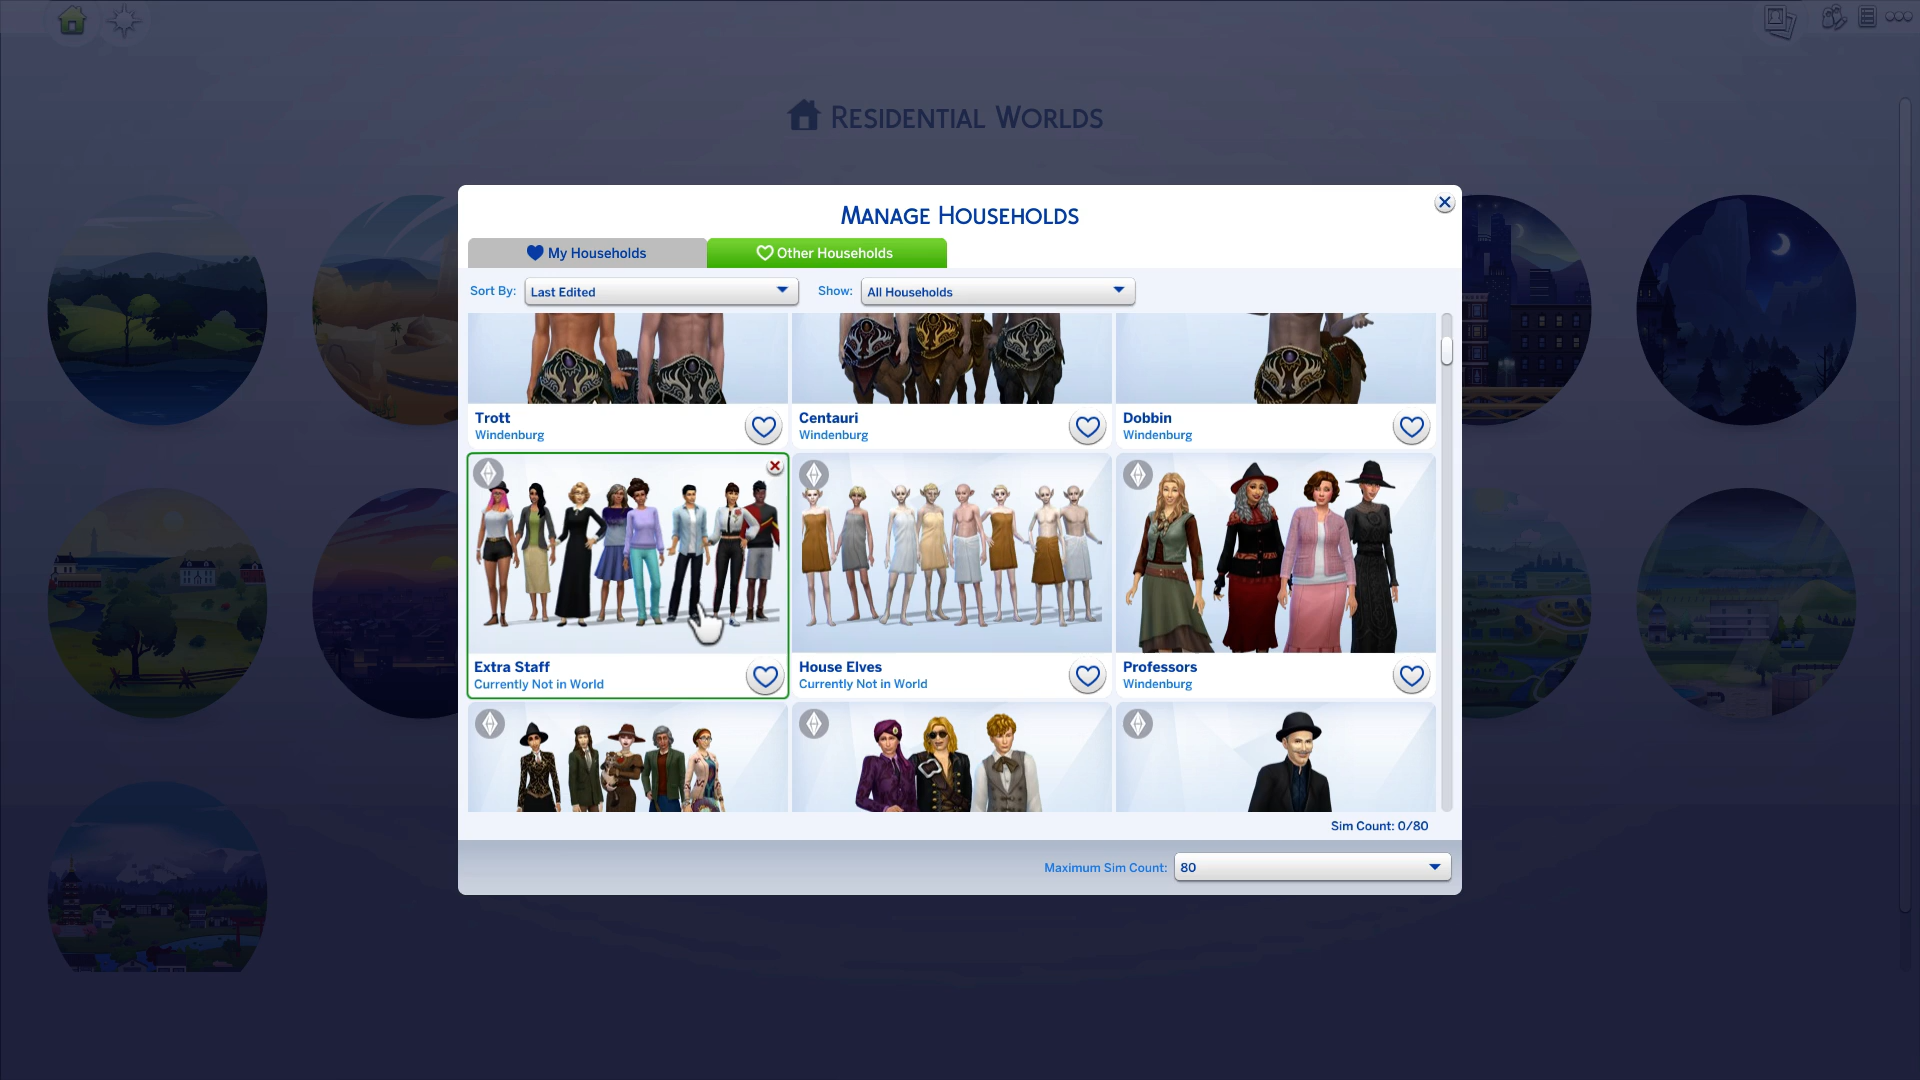 Residential Worlds
Manage Households
My Households
Other Households
Sort By: Last Edited
Show: All Households
Trott
Windenburg
Centauri
Windenburg
Dobbin
Windenburg
Extra Staff
Currently Not in World
House Elves
Currently Not in World
Professors
Windenburg
Sim Count: 0/80
Maximum Sim Count: 80